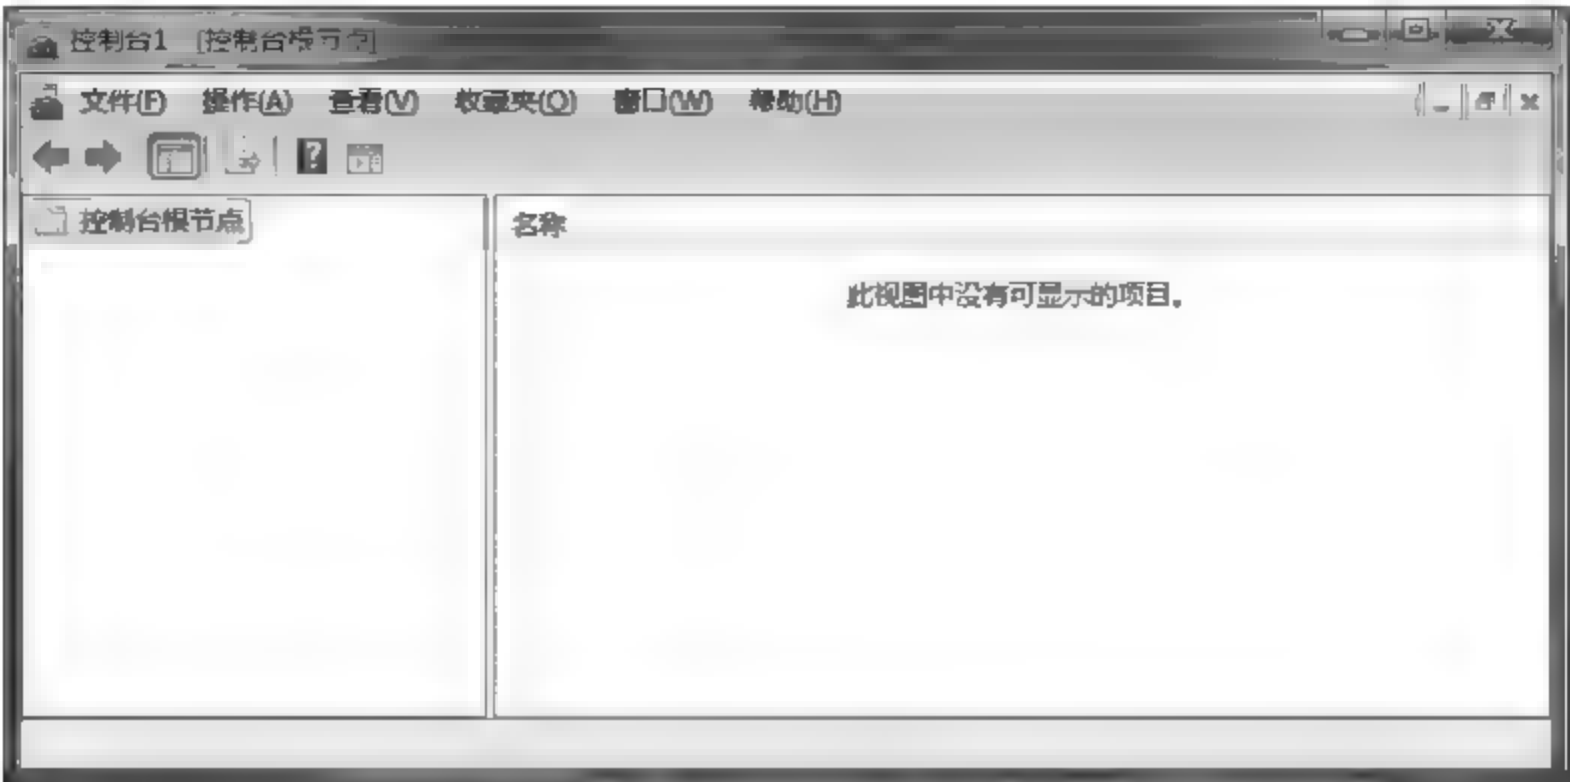 控制台1 [控制台根节点]
文件(F) 操作(A) 查看(V) 收藏夹(O) 窗口(W) 帮助(H)
控制台根节点
名称
此视图中没有可显示的项目。